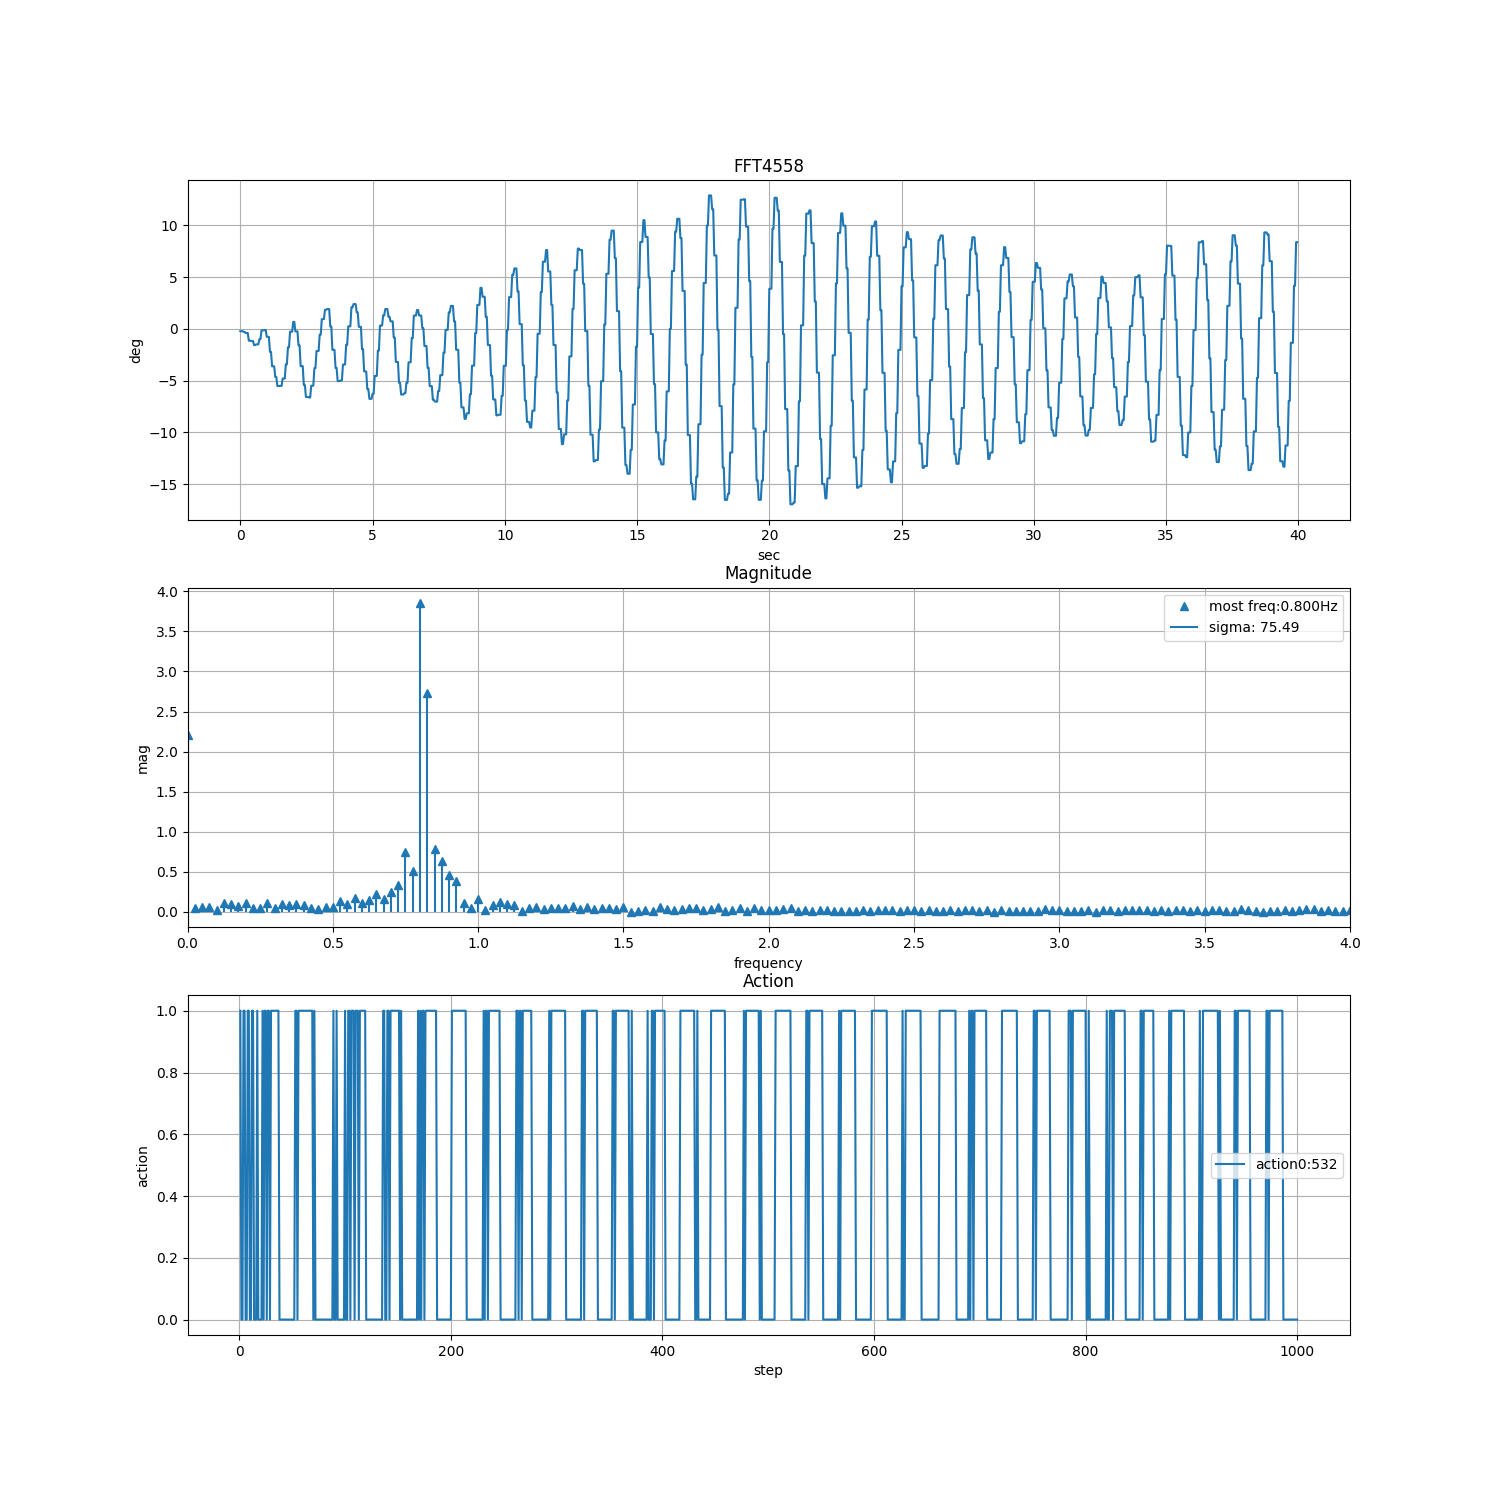 FFT4558
deg
10
5
0
−5
−10
−15
0 5 10 15 20 25 30 35 40
sec
Magnitude
mag
4.0
3.5
3.0
2.5
2.0
1.5
1.0
0.5
0.0
most freq:0.800Hz
sigma: 75.49
0.0 0.5 1.0 1.5 2.0 2.5 3.0 3.5 4.0
frequency
Action
action
1.0
0.8
0.6
0.4
0.2
0.0
action0:532
0 200 400 600 800 1000
step